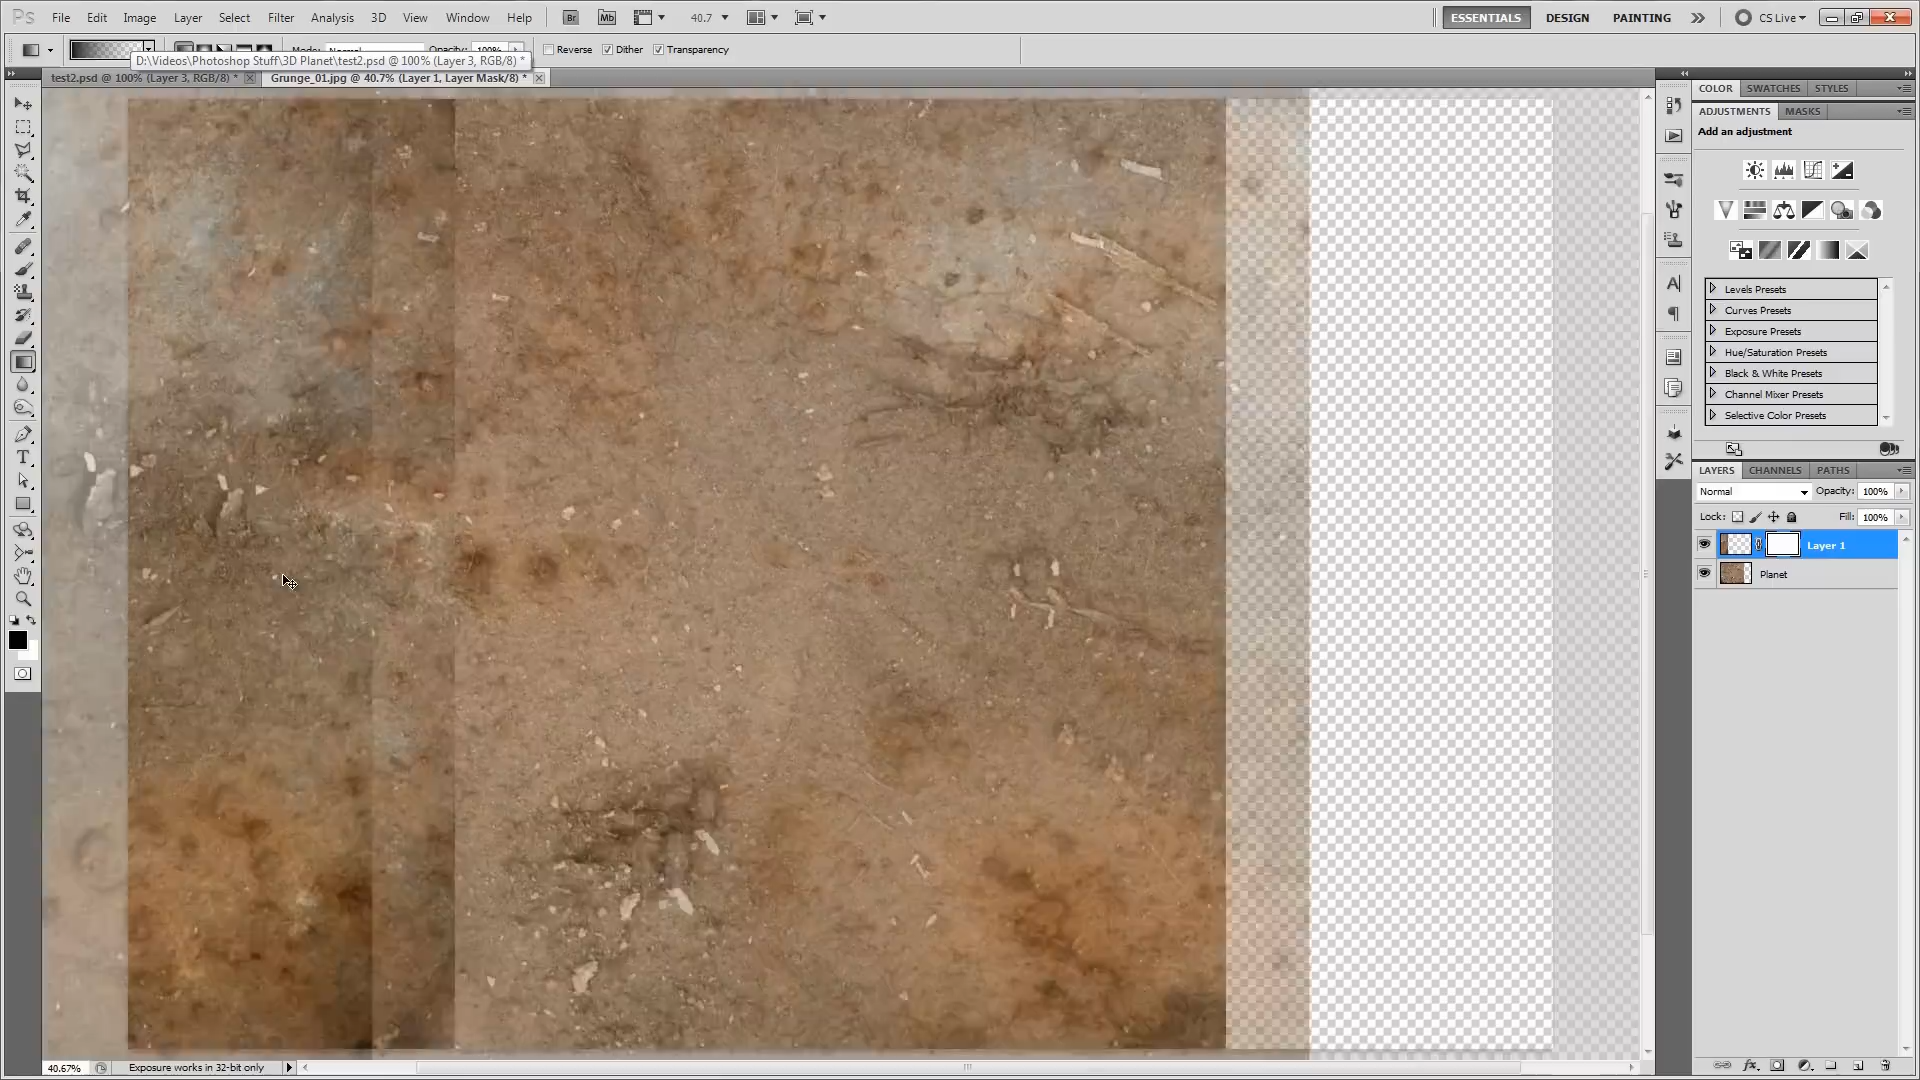 Ps File Edit Image Layer Select Filter Analysis 3D View Window Help Br Mb 40.7 ESSENTIALS DESIGN PAINTING CS Live
Mode: Normal Opacity: 100% Reverse Dither Transparency
D:\Videos\Photoshop Stuff\3D Planet\test2.psd @ 100% (Layer 3, RGB/8) *
test2.psd @ 100% (Layer 3, RGB/8) * Grunge_01.jpg @ 40.7% (Layer 1, Layer Mask/8) *
COLOR SWATCHES STYLES
ADJUSTMENTS MASKS
Add an adjustment
Levels Presets
Curves Presets
Exposure Presets
Hue/Saturation Presets
Black & White Presets
Channel Mixer Presets
Selective Color Presets
LAYERS CHANNELS PATHS
Normal Opacity: 100%
Lock: Fill: 100%
Layer 1
Planet
40.67% Exposure works in 32-bit only